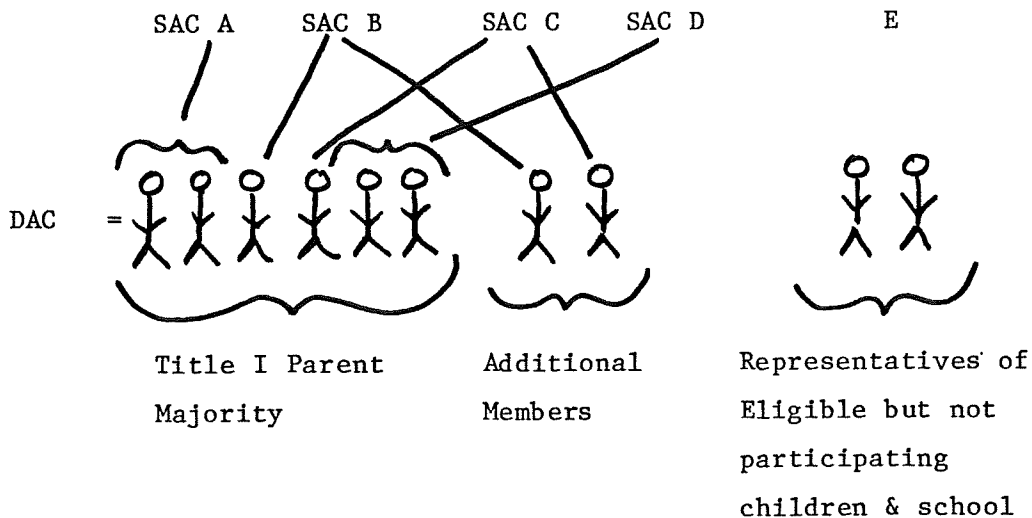 SAC A SAC B SAC C SAC D E
DAC =
Title I Parent
Majority
Additional
Members
Representatives of
Eligible but not
participating
children & school